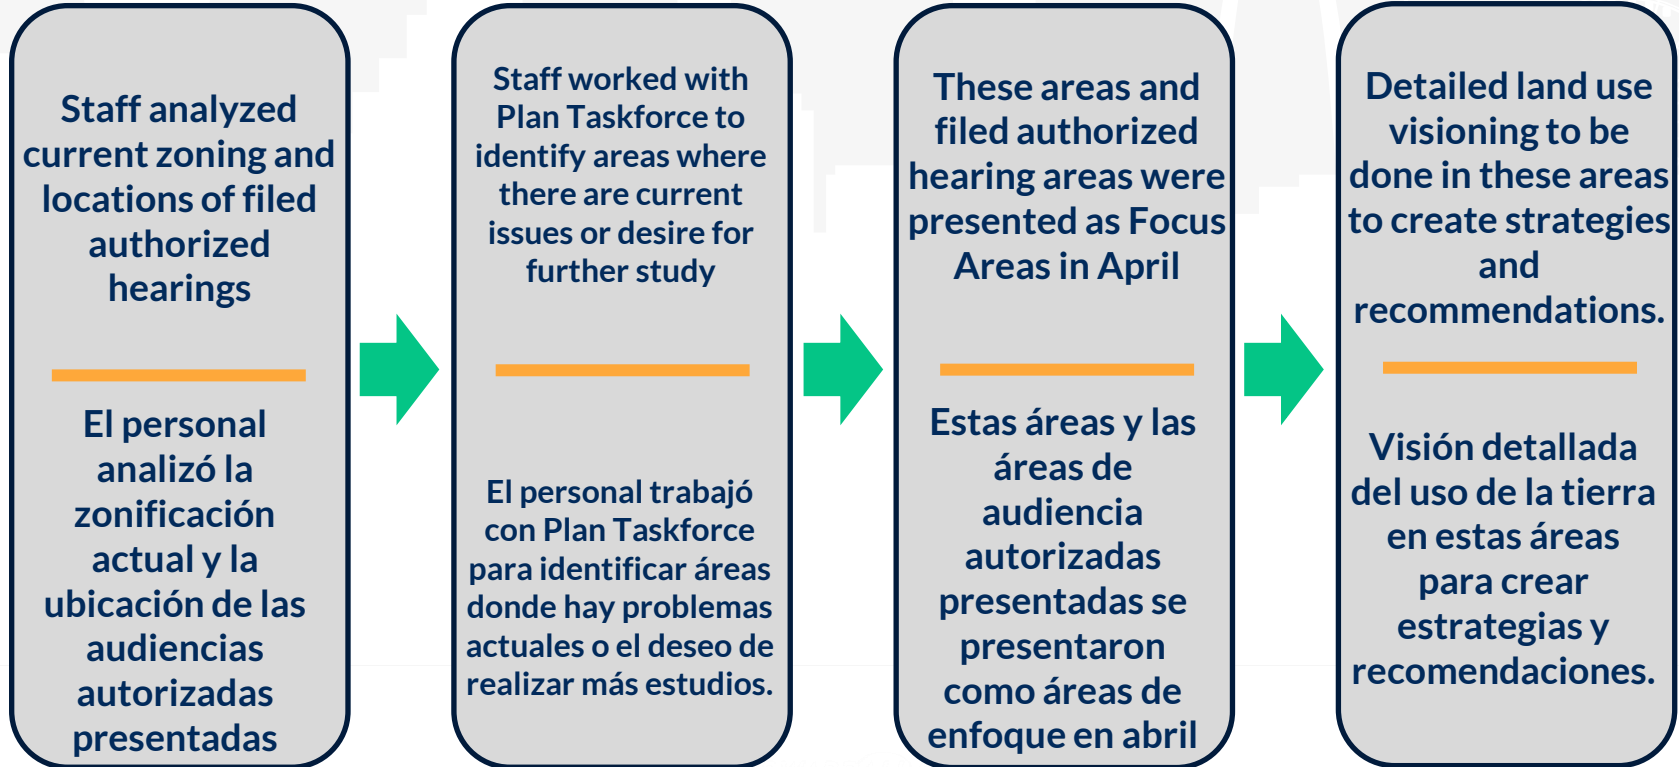 Staff analyzed
current zoning and
locations of filed
authorized
hearings
El personal
analizó la
zonificación
actual y la
ubicación de las
audiencias
autorizadas
presentadas
Staff worked with
Plan Taskforce to
identify areas where
there are current
issues or desire for
further study
El personal trabajó
con Plan Taskforce
para identificar áreas
donde hay problemas
actuales o el deseo de
realizar más estudios.
These areas and
filed authorized
hearing areas were
presented as Focus
Areas in April
Estas áreas y las
áreas de
audiencia
autorizadas
presentadas se
presentaron
como áreas de
enfoque en abril
Detailed land use
visioning to be
done in these areas
to create strategies
and
recommendations.
Visión detallada
del uso de la tierra
en estas áreas
para crear
estrategias y
recomendaciones.